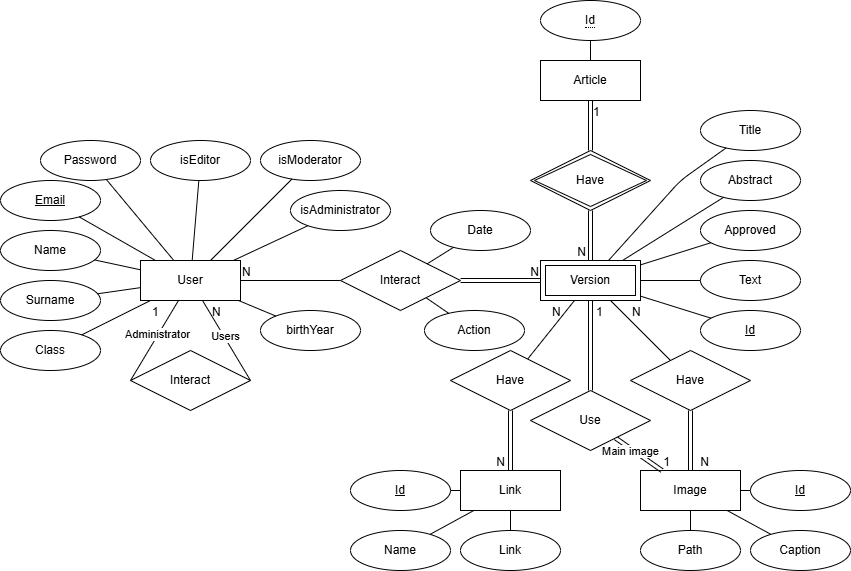 Id
Article
1
Have
Title
Password
isEditor
isModerator
Abstract
Email
isAdministrator
Name
Date
Approved
N
User
N
Interact
N
Version
Text
Surname
1
N
birthYear
Action
N
1
N
Id
Administrator
Users
Class
Interact
Have
Have
Use
Main image
N
1
N
Id
Link
Image
Id
Name
Link
Path
Caption